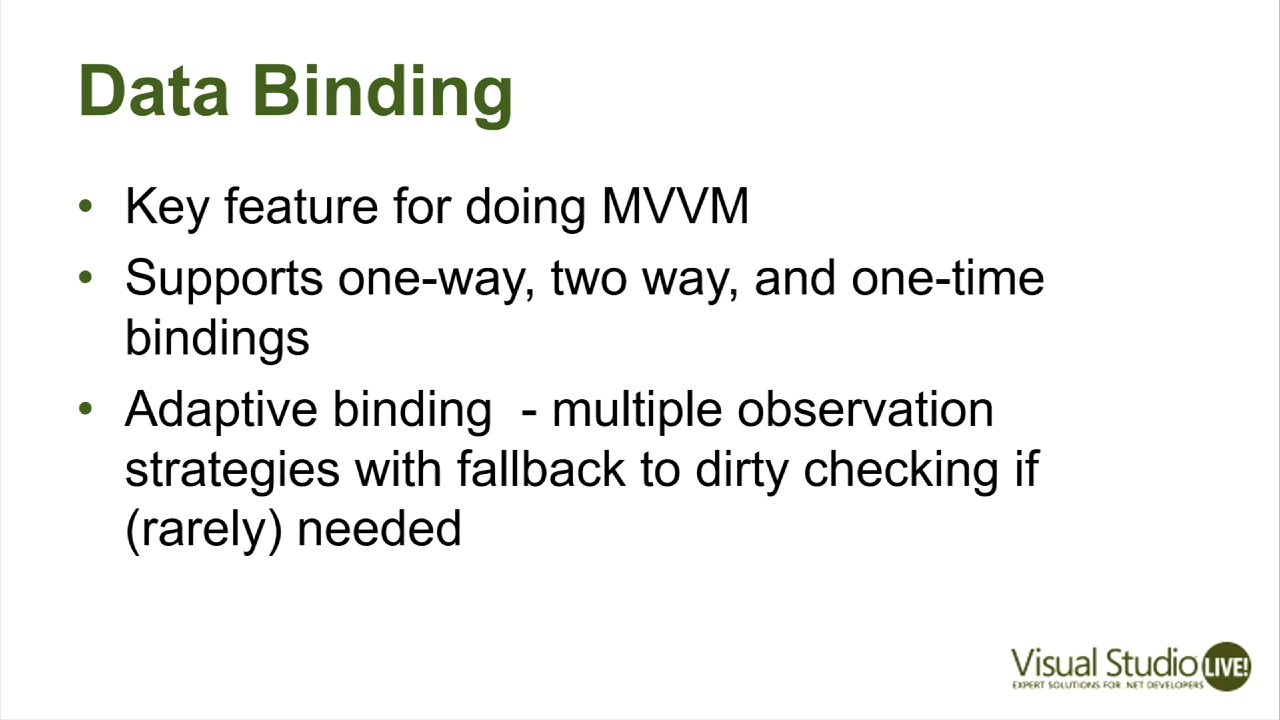 Data Binding
• Key feature for doing MVVM
• Supports one-way, two way, and one-time
bindings
• Adaptive binding  - multiple observation
strategies with fallback to dirty checking if
(rarely) needed
Visual Studio LIVE!
EXPERT SOLUTIONS FOR .NET DEVELOPERS